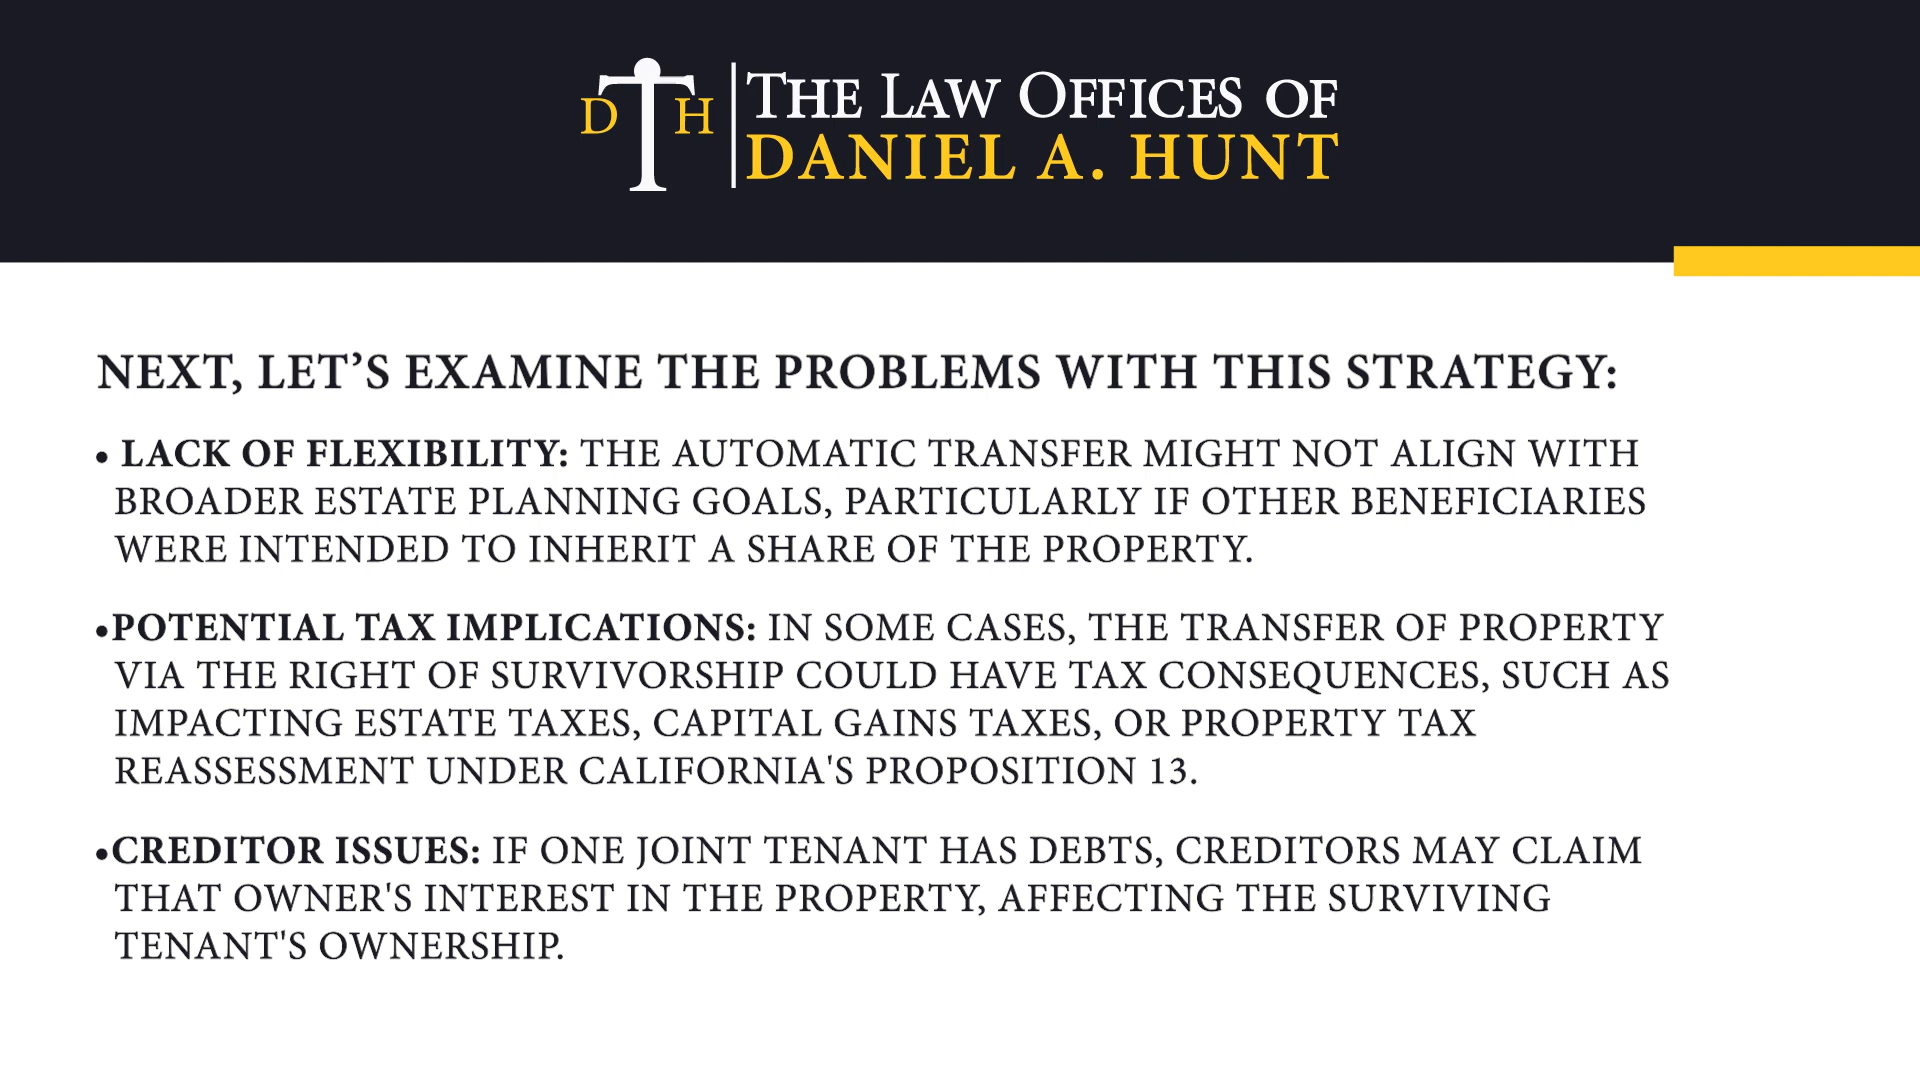 D H
THE LAW OFFICES OF
DANIEL A. HUNT
NEXT, LET’S EXAMINE THE PROBLEMS WITH THIS STRATEGY:
• LACK OF FLEXIBILITY: THE AUTOMATIC TRANSFER MIGHT NOT ALIGN WITH
BROADER ESTATE PLANNING GOALS, PARTICULARLY IF OTHER BENEFICIARIES
WERE INTENDED TO INHERIT A SHARE OF THE PROPERTY.
•POTENTIAL TAX IMPLICATIONS: IN SOME CASES, THE TRANSFER OF PROPERTY
VIA THE RIGHT OF SURVIVORSHIP COULD HAVE TAX CONSEQUENCES, SUCH AS
IMPACTING ESTATE TAXES, CAPITAL GAINS TAXES, OR PROPERTY TAX
REASSESSMENT UNDER CALIFORNIA'S PROPOSITION 13.
•CREDITOR ISSUES: IF ONE JOINT TENANT HAS DEBTS, CREDITORS MAY CLAIM
THAT OWNER'S INTEREST IN THE PROPERTY, AFFECTING THE SURVIVING
TENANT'S OWNERSHIP.